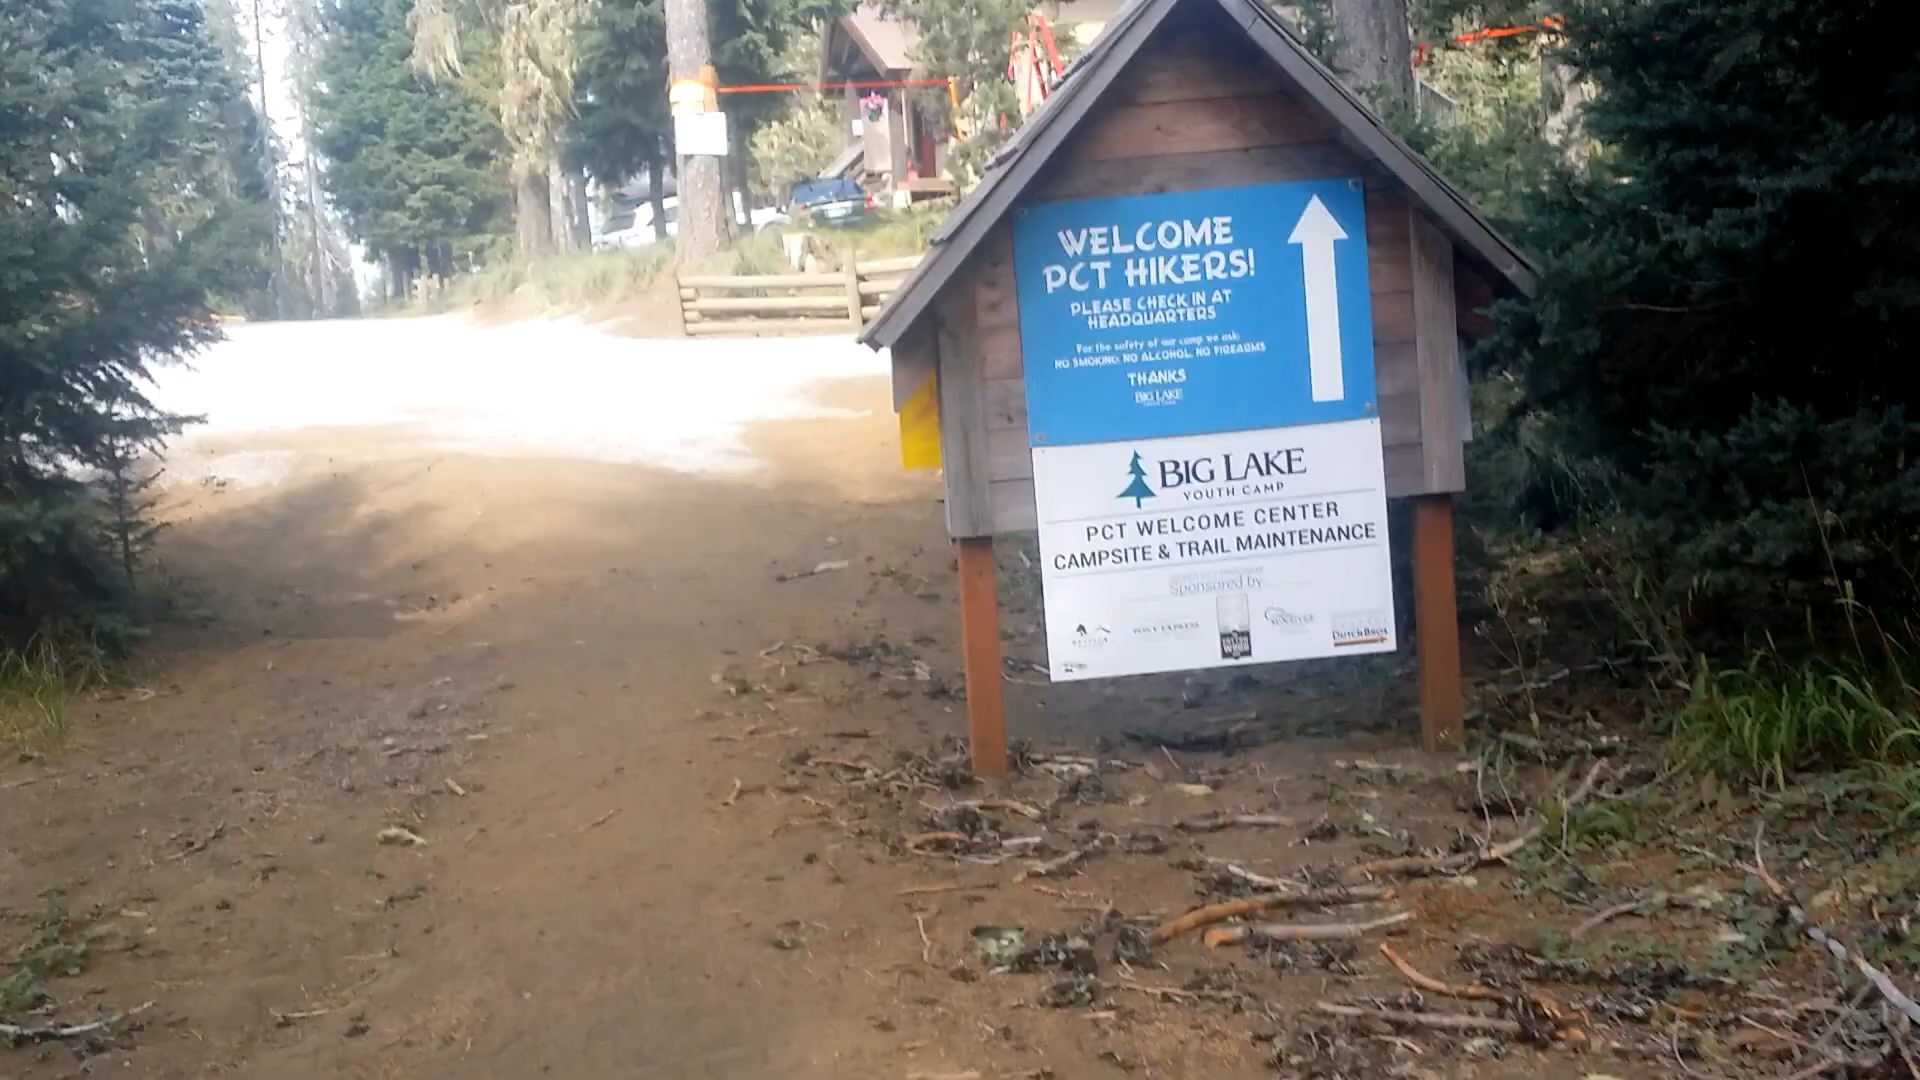 WELCOME
PCT HIKERS!
PLEASE CHECK IN AT
HEADQUARTERS
For the safety of our camp we ask:
NO SMOKING, NO ALCOHOL, NO FIREARMS
THANKS
BIG LAKE
BIG LAKE
YOUTH CAMP
PCT WELCOME CENTER
CAMPSITE & TRAIL MAINTENANCE
Sponsored by
PONY EXPRESS
SUNRIVER
DUTCH BROS